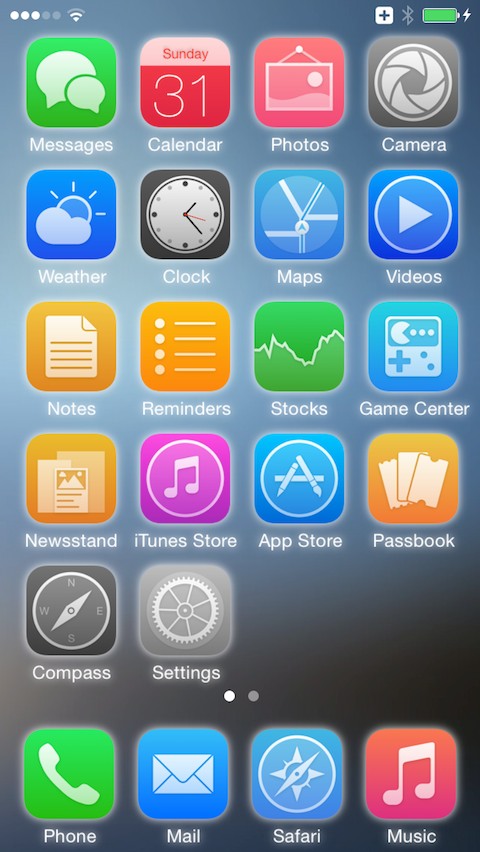 Sunday
31
Messages Calendar Photos Camera
Weather Clock Maps Videos
Notes Reminders Stocks Game Center
Newsstand iTunes Store App Store Passbook
N
W E
S
Compass Settings
Phone Mail Safari Music